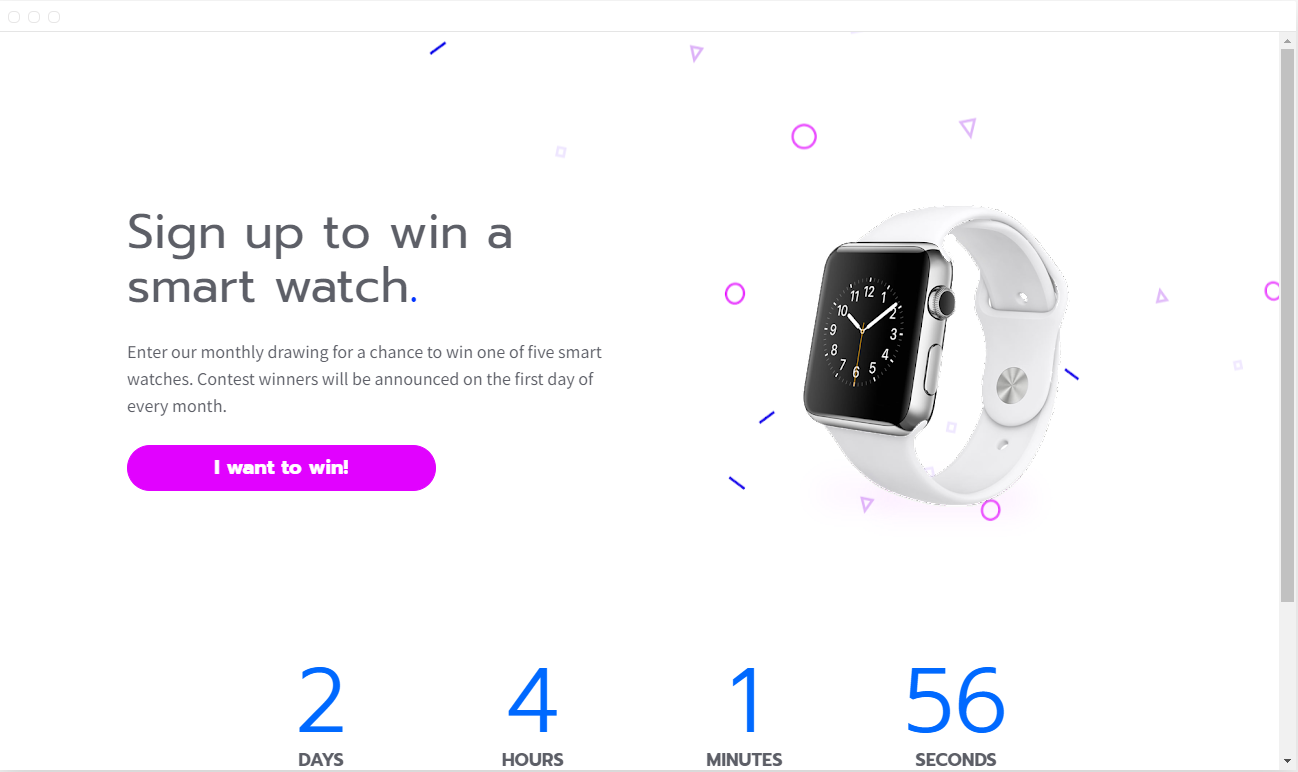 Sign up to win a
smart watch.
Enter our monthly drawing for a chance to win one of five smart
watches. Contest winners will be announced on the first day of
every month.
I want to win!
11 12 1
10 2
9 3
8 4
7 6 5
2 4 1 56
DAYS HOURS MINUTES SECONDS